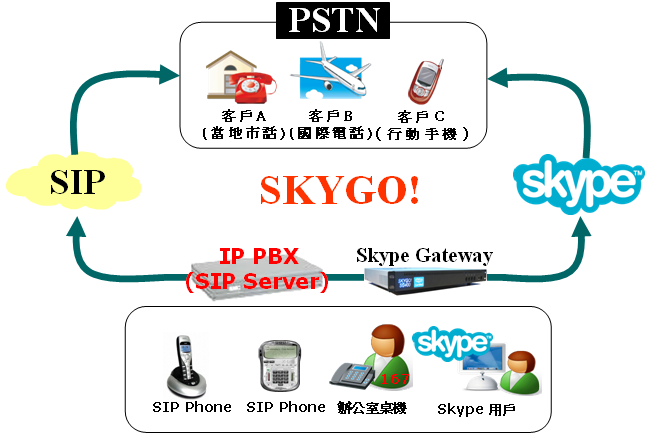 PSTN
客戶A
(當地市話)
客戶B
(國際電話)
客戶C
(行動手機)
SIP
SKYGO!
skype™
IP PBX
(SIP Server)
Skype Gateway
SIP Phone
SIP Phone
167
辦公室桌機
skype
Skype 用戶